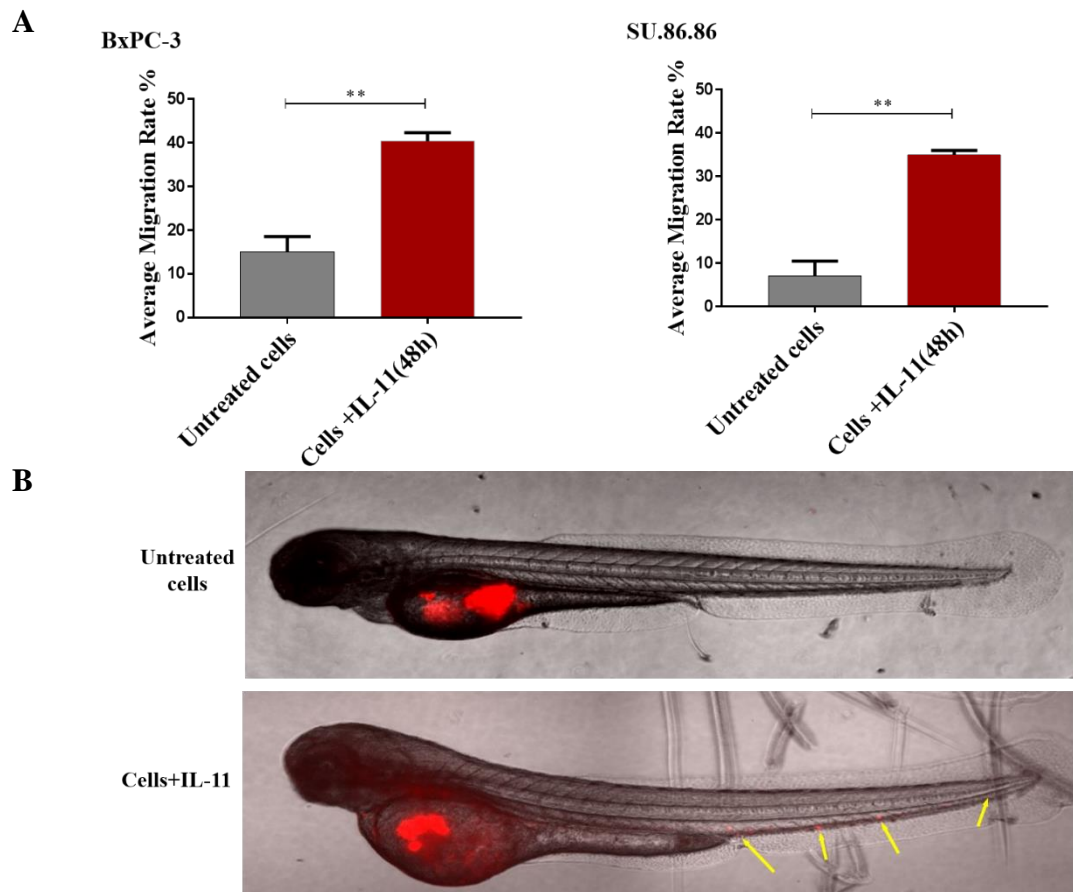 A
BxPC-3
Average Migration Rate %
50
40
30
20
10
0
**
Untreated cells
Cells +IL-11(48h)
SU.86.86
Average Migration Rate %
50
40
30
20
10
0
**
Untreated cells
Cells +IL-11(48h)
B
Untreated
cells
Cells+IL-11